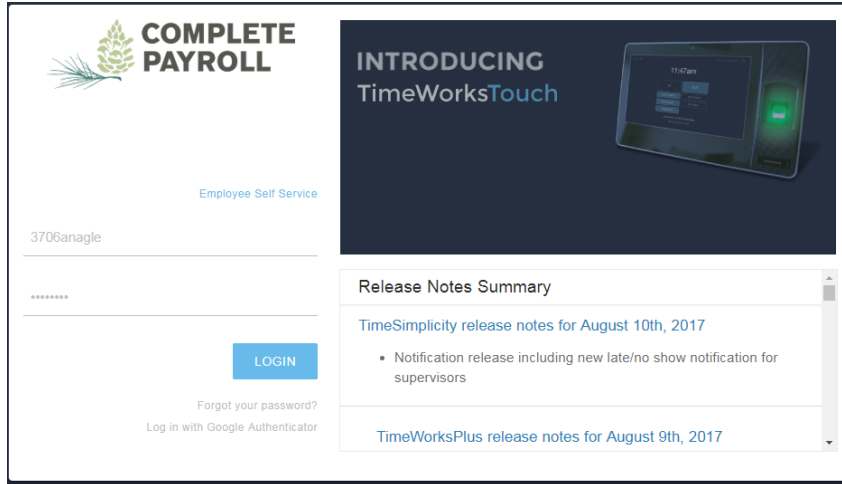 COMPLETE
PAYROLL
Employee Self Service
3706anagle
••••••••
LOGIN
Forgot your password?
Log in with Google Authenticator
INTRODUCING
TimeWorksTouch
11:47am
Release Notes Summary
TimeSimplicity release notes for August 10th, 2017
• Notification release including new late/no show notification for
supervisors
TimeWorksPlus release notes for August 9th, 2017